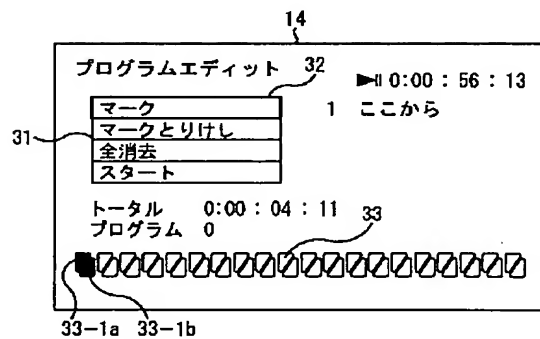 14
プログラムエディット
32
▶II 0:00 : 56 : 13
マーク
1 ここから
31
マークとりけし
全消去
スタート
トータル 0:00 : 04 : 11
33
プログラム 0
33-1a 33-1b